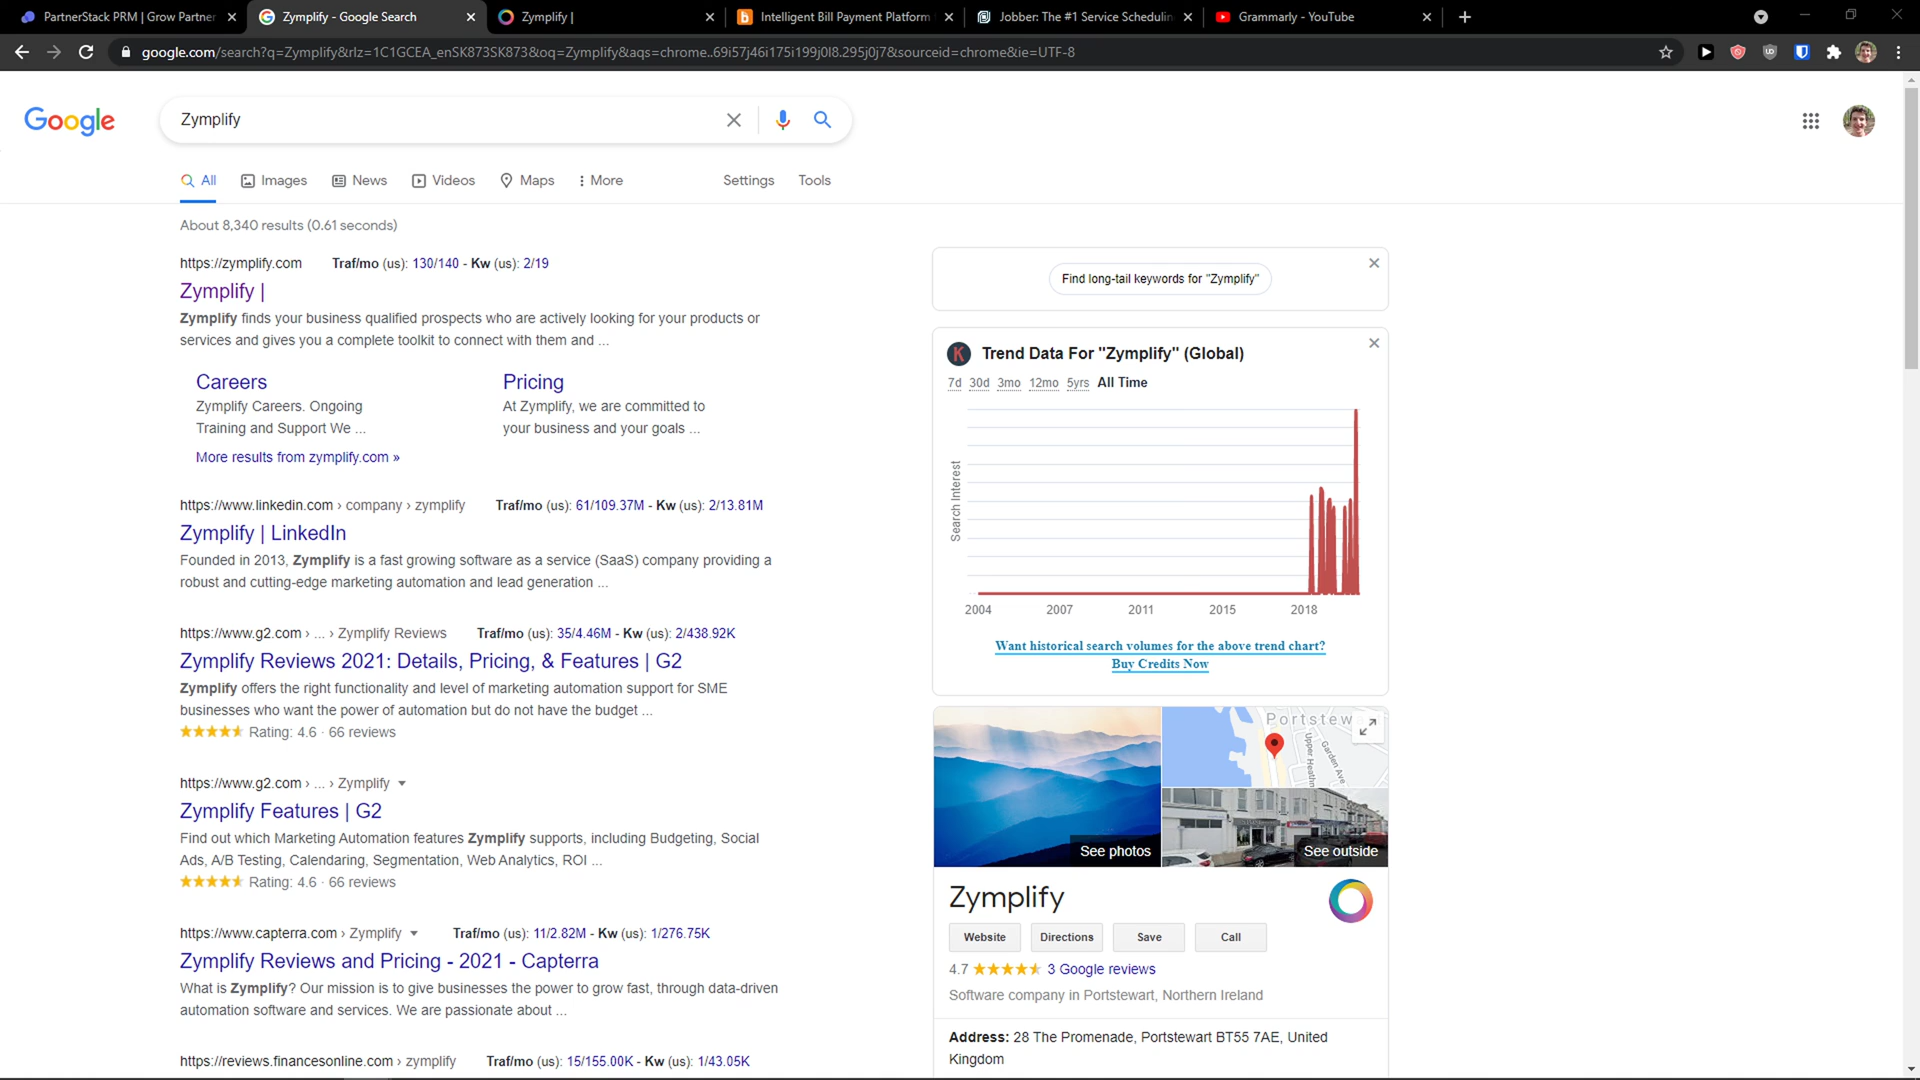 PartnerStack PRM | Grow Partner
Zymplify - Google Search
Zymplify |
Intelligent Bill Payment Platform
Jobber: The #1 Service Schedulin
Grammarly - YouTube
google.com/search?q=Zymplify&rlz=1C1GCEA_enSK873SK873&oq=Zymplify&aqs=chrome..69i57j46i175i199j0l8.295j0j7&sourceid=chrome&ie=UTF-8
Google
Zymplify
All
Images
News
Videos
Maps
More
Settings
Tools
About 8,340 results (0.61 seconds)
https://zymplify.com Traf/mo (us): 130/140 - Kw (us): 2/19
Zymplify |
Zymplify finds your business qualified prospects who are actively looking for your products or
services and gives you a complete toolkit to connect with them and ...
Careers
Zymplify Careers. Ongoing
Training and Support We ...
Pricing
At Zymplify, we are committed to
your business and your goals ...
More results from zymplify.com »
https://www.linkedin.com › company › zymplify Traf/mo (us): 61/109.37M - Kw (us): 2/13.81M
Zymplify | LinkedIn
Founded in 2013, Zymplify is a fast growing software as a service (SaaS) company providing a
robust and cutting-edge marketing automation and lead generation ...
https://www.g2.com › ... › Zymplify Reviews Traf/mo (us): 35/4.46M - Kw (us): 2/438.92K
Zymplify Reviews 2021: Details, Pricing, & Features | G2
Zymplify offers the right functionality and level of marketing automation support for SME
businesses who want the power of automation but do not have the budget ...
Rating: 4.6 · 66 reviews
https://www.g2.com › ... › Zymplify
Zymplify Features | G2
Find out which Marketing Automation features Zymplify supports, including Budgeting, Social
Ads, A/B Testing, Calendaring, Segmentation, Web Analytics, ROI ...
Rating: 4.6 · 66 reviews
https://www.capterra.com › Zymplify Traf/mo (us): 11/2.82M - Kw (us): 1/276.75K
Zymplify Reviews and Pricing - 2021 - Capterra
What is Zymplify? Our mission is to give businesses the power to grow fast, through data-driven
automation software and services. We are passionate about ...
https://reviews.financesonline.com › zymplify Traf/mo (us): 15/155.00K - Kw (us): 1/43.05K
Find long-tail keywords for "Zymplify"
K
Trend Data For "Zymplify" (Global)
7d 30d 3mo 12mo 5yrs All Time
Search Interest
2004 2007 2011 2015 2018
Want historical search volumes for the above trend chart?
Buy Credits Now
Portstew
Upper Heathm
Garden Ave
See photos
See outside
Zymplify
Website
Directions
Save
Call
4.7 3 Google reviews
Software company in Portstewart, Northern Ireland
Address: 28 The Promenade, Portstewart BT55 7AE, United
Kingdom